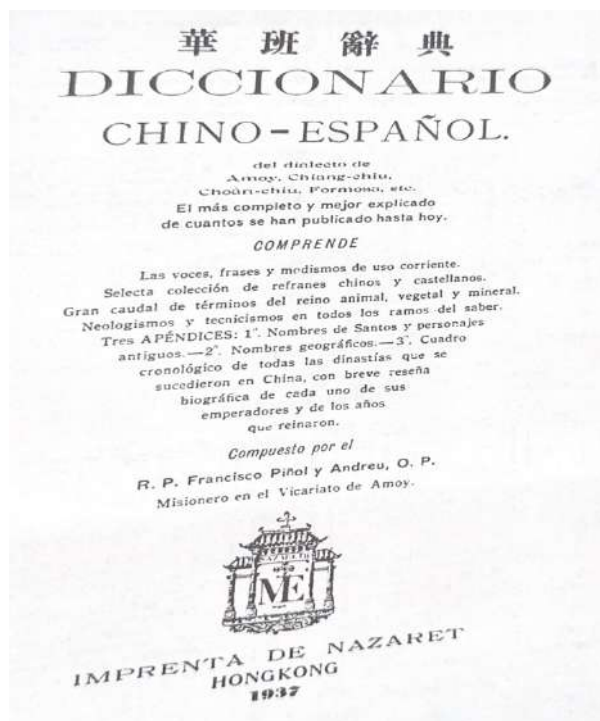 華班辭典
DICCIONARIO
CHINO-ESPAÑOL.
del dialecto de
Amoy, Chiang-chiu,
Choân-chiu, Formosa, etc.
El más completo y mejor explicado
de cuantos se han publicado hasta hoy.
COMPRENDE
Las voces, frases y modismos de uso corriente.
Selecta colección de refranes chinos y castellanos.
Gran caudal de términos del reino animal, vegetal y mineral.
Neologismos y tecnicismos en todos los ramos del saber.
Tres APÉNDICES: 1°. Nombres de Santos y personajes
antiguos.—2°. Nombres geográficos.—3°. Cuadro
cronológico de todas las dinastías que se
sucedieron en China, con breve reseña
biográfica de cada uno de sus
emperadores y de los años
que reinaron.
Compuesto por el
R. P. Francisco Piñol y Andreu, O. P.
Misionero en el Vicariato de Amoy.
NAZARETH
ME
IMPRENTA DE NAZARET
HONGKONG
1937